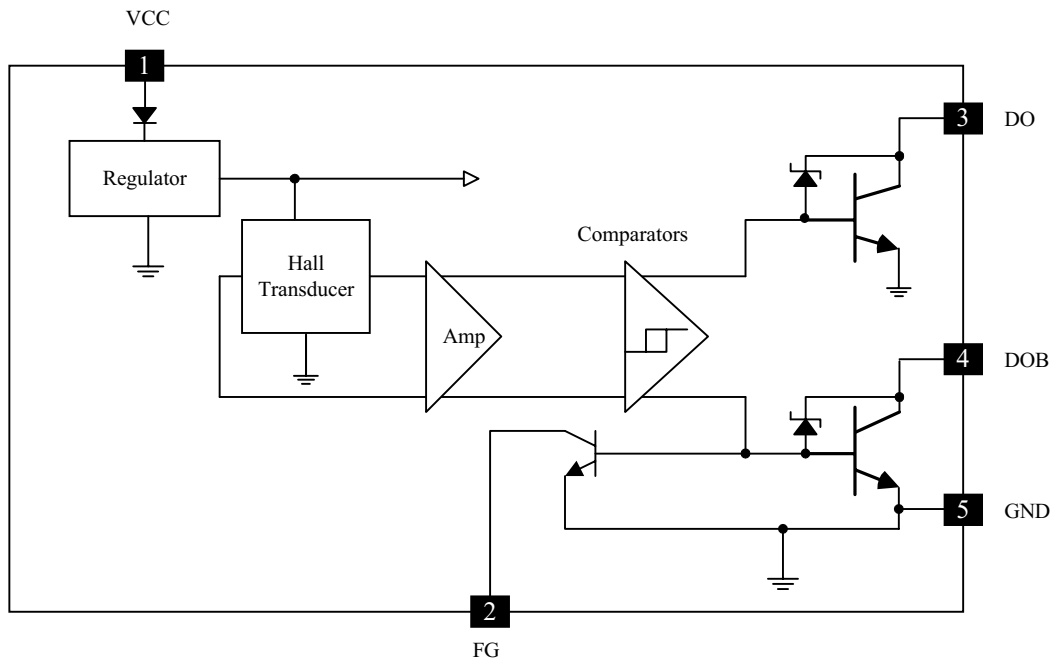 VCC
1
3 DO
Regulator
Comparators
Hall
Transducer
Amp
4 DOB
5 GND
2
FG